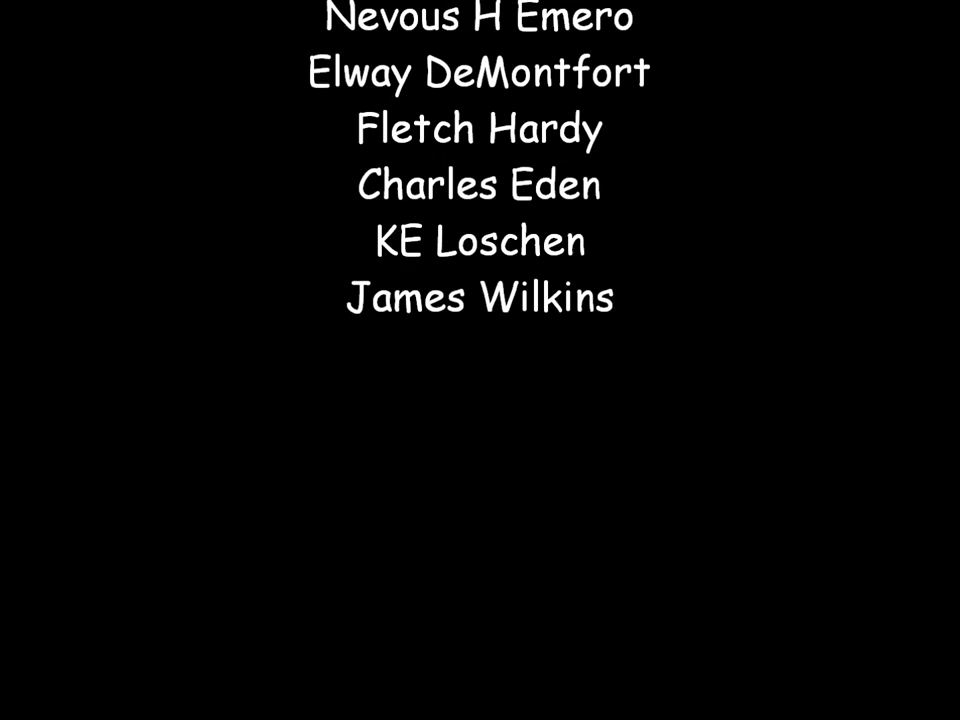 Nevous H Emero
Elway DeMontfort
Fletch Hardy
Charles Eden
KE Loschen
James Wilkins